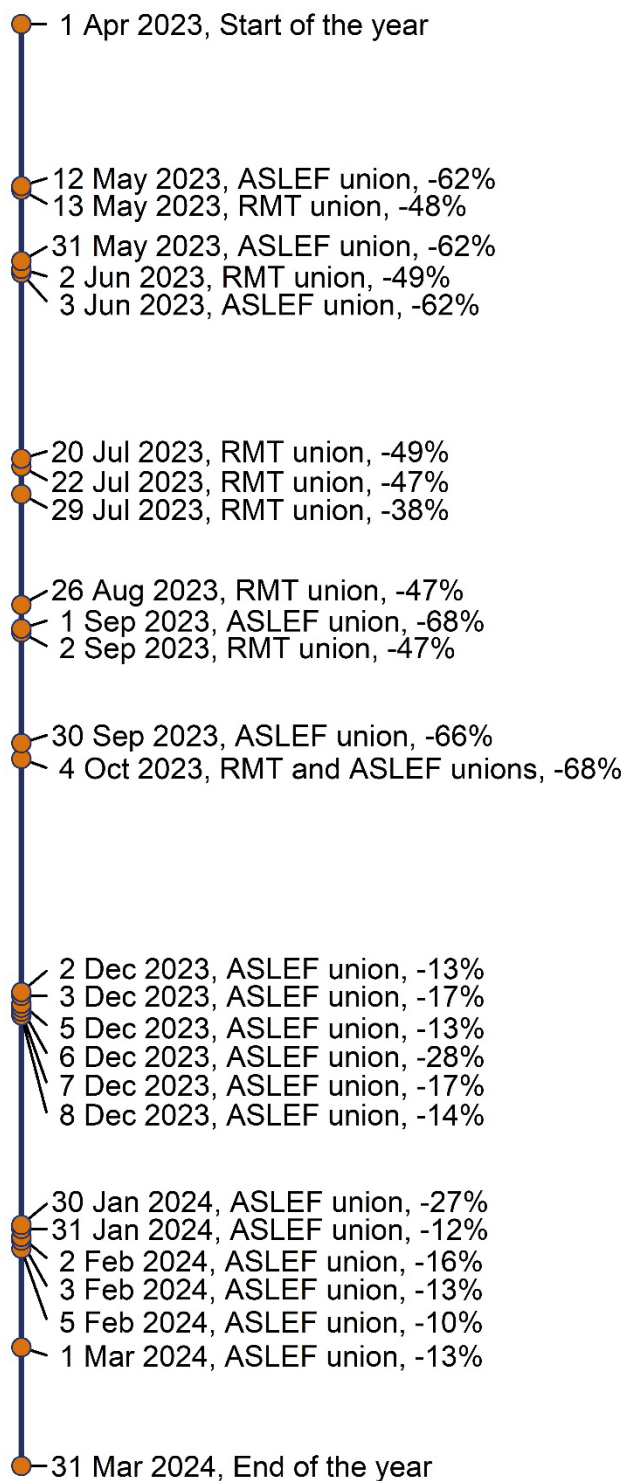 1 Apr 2023, Start of the year
12 May 2023, ASLEF union, -62%
13 May 2023, RMT union, -48%
31 May 2023, ASLEF union, -62%
2 Jun 2023, RMT union, -49%
3 Jun 2023, ASLEF union, -62%
20 Jul 2023, RMT union, -49%
22 Jul 2023, RMT union, -47%
29 Jul 2023, RMT union, -38%
26 Aug 2023, RMT union, -47%
1 Sep 2023, ASLEF union, -68%
2 Sep 2023, RMT union, -47%
30 Sep 2023, ASLEF union, -66%
4 Oct 2023, RMT and ASLEF unions, -68%
2 Dec 2023, ASLEF union, -13%
3 Dec 2023, ASLEF union, -17%
5 Dec 2023, ASLEF union, -13%
6 Dec 2023, ASLEF union, -28%
7 Dec 2023, ASLEF union, -17%
8 Dec 2023, ASLEF union, -14%
30 Jan 2024, ASLEF union, -27%
31 Jan 2024, ASLEF union, -12%
2 Feb 2024, ASLEF union, -16%
3 Feb 2024, ASLEF union, -13%
5 Feb 2024, ASLEF union, -10%
1 Mar 2024, ASLEF union, -13%
31 Mar 2024, End of the year